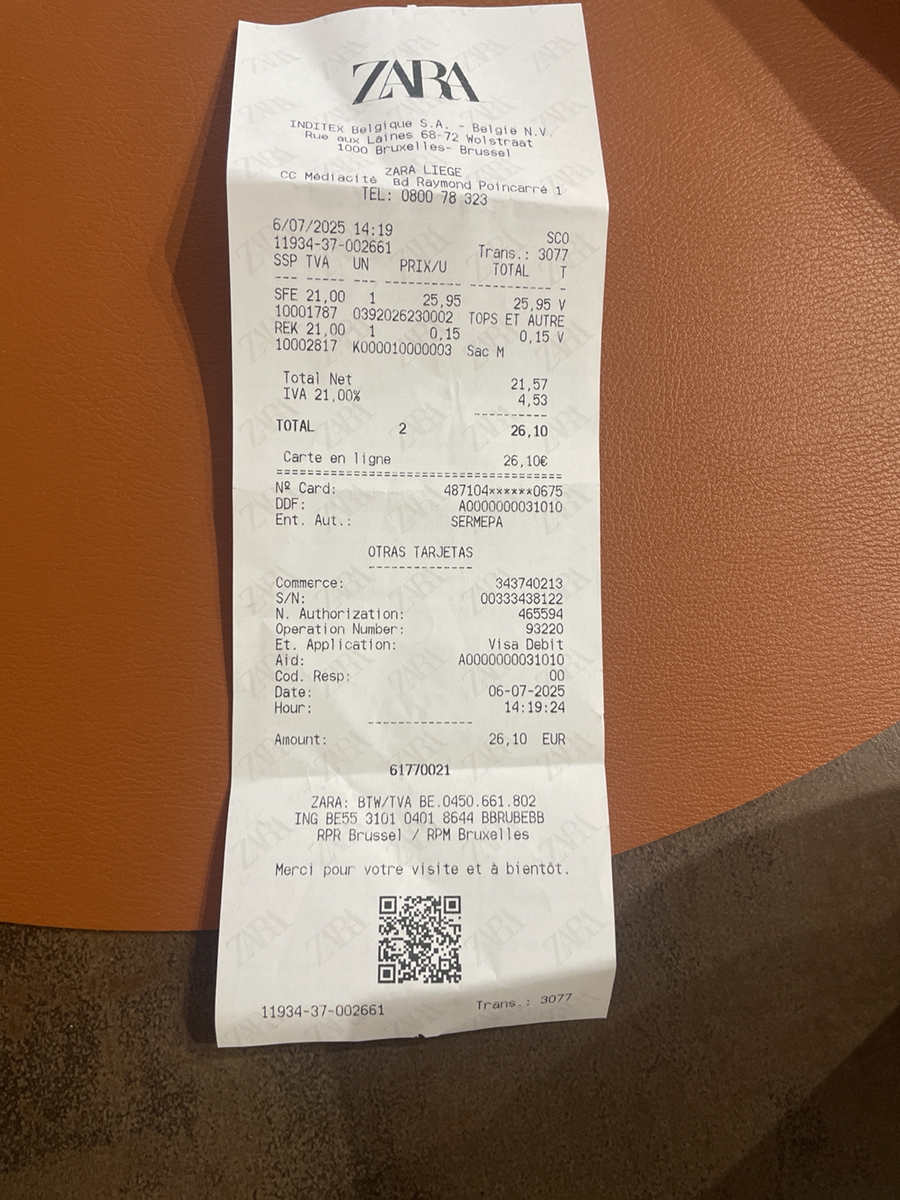 ZARA
INDITEX Belgique S.A. - België N.V.
Rue aux Laines 68-72 Wolstraat
1000 Bruxelles- Brussel
ZARA LIEGE
CC Médiacité Bd Raymond Poincarré 1
TEL: 0800 78 323
6/07/2025 14:19 SCO
11934-37-002661 Trans.: 3077
SSP TVA UN PRIX/U TOTAL T
--- ---- --- ----------- -------------- -
SFE 21,00 1 25,95 25,95 V
10001787 0392026230002 TOPS ET AUTRE
REK 21,00 1 0,15 0,15 V
10002817 K000010000003 Sac M
Total Net 21,57
IVA 21,00% 4,53
----------
TOTAL 2 26,10
Carte en ligne 26,10€
========================================
Nº Card: 487104******0675
DDF: A0000000031010
Ent. Aut.: SERMEPA
OTRAS TARJETAS
--------------
Commerce: 343740213
S/N: 00333438122
N. Authorization: 465594
Operation Number: 93220
Et. Application: Visa Debit
Aid: A0000000031010
Cod. Resp: 00
Date: 06-07-2025
Hour: 14:19:24
--------------
Amount: 26,10 EUR
61770021
ZARA: BTW/TVA BE.0450.661.802
ING BE55 3101 0401 8644 BBRUBEBB
RPR Brussel / RPM Bruxelles
Merci pour votre visite et à bientôt.
11934-37-002661 Trans.: 3077